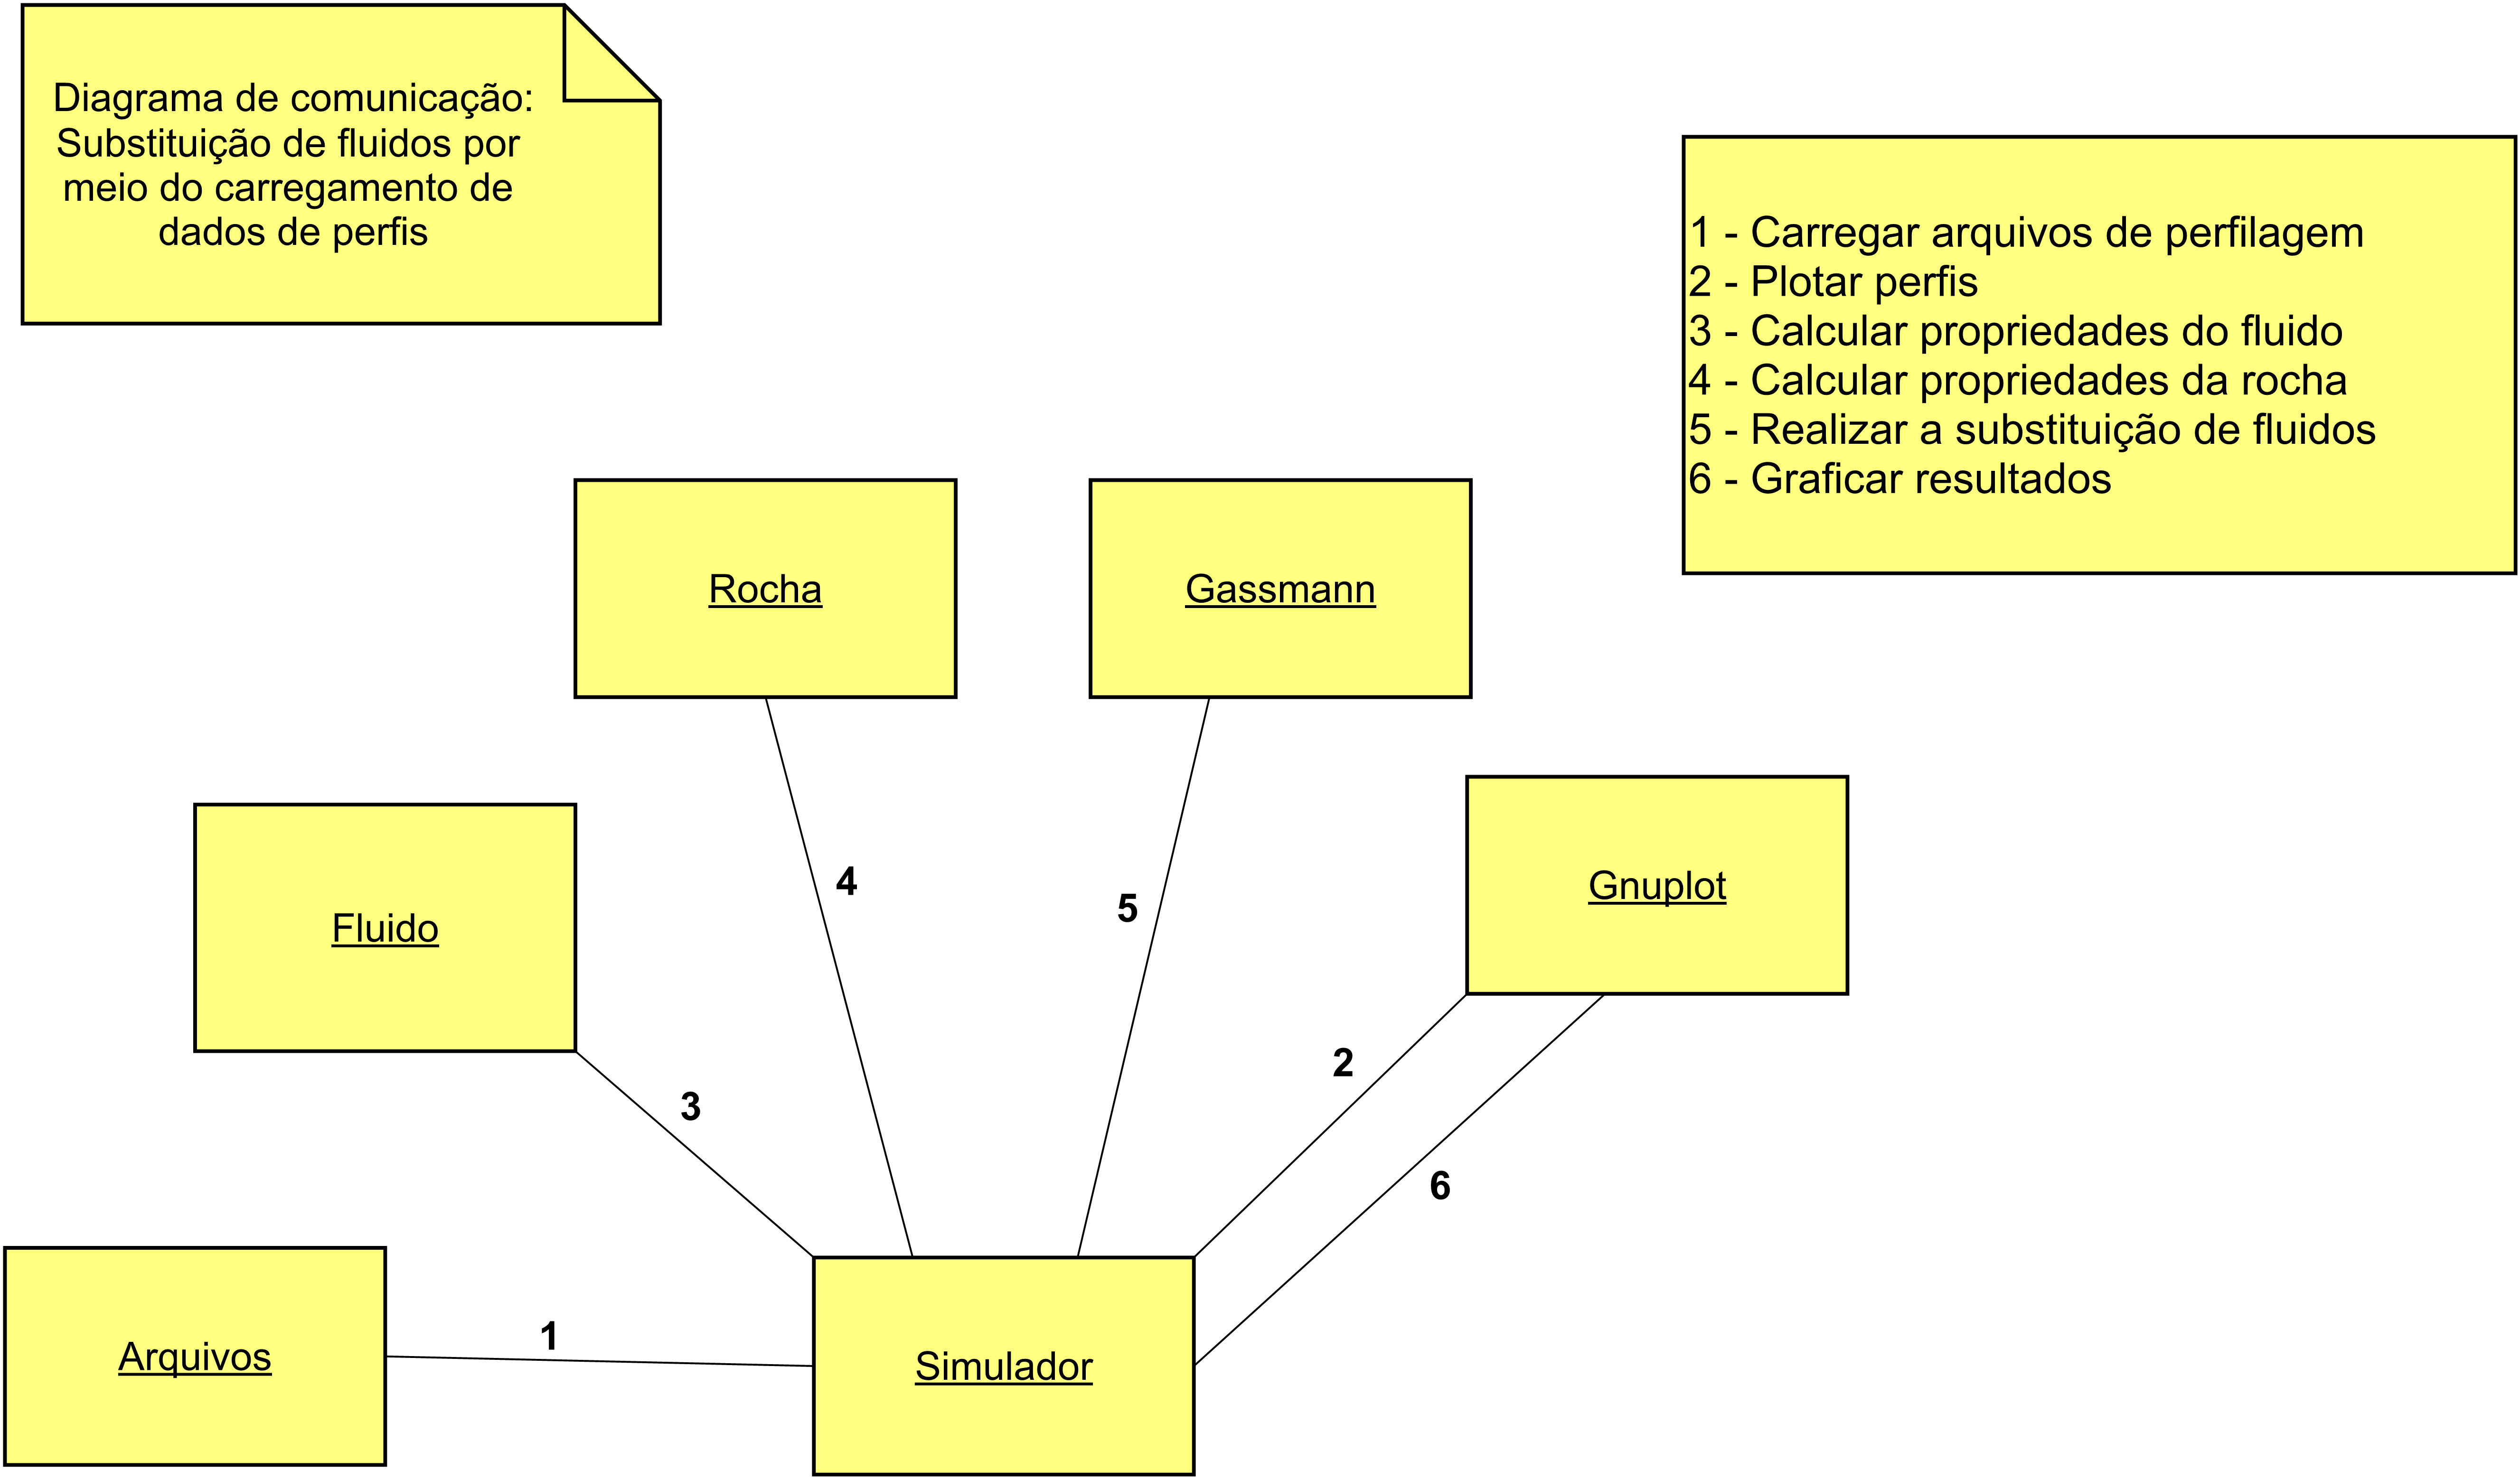 Diagrama de comunicação:
Substituição de fluidos por
meio do carregamento de
dados de perfis
1 - Carregar arquivos de perfilagem
2 - Plotar perfis
3 - Calcular propriedades do fluido
4 - Calcular propriedades da rocha
5 - Realizar a substituição de fluidos
6 - Graficar resultados
Rocha
Gassmann
Gnuplot
Fluido
4
5
2
3
6
1
Arquivos
Simulador